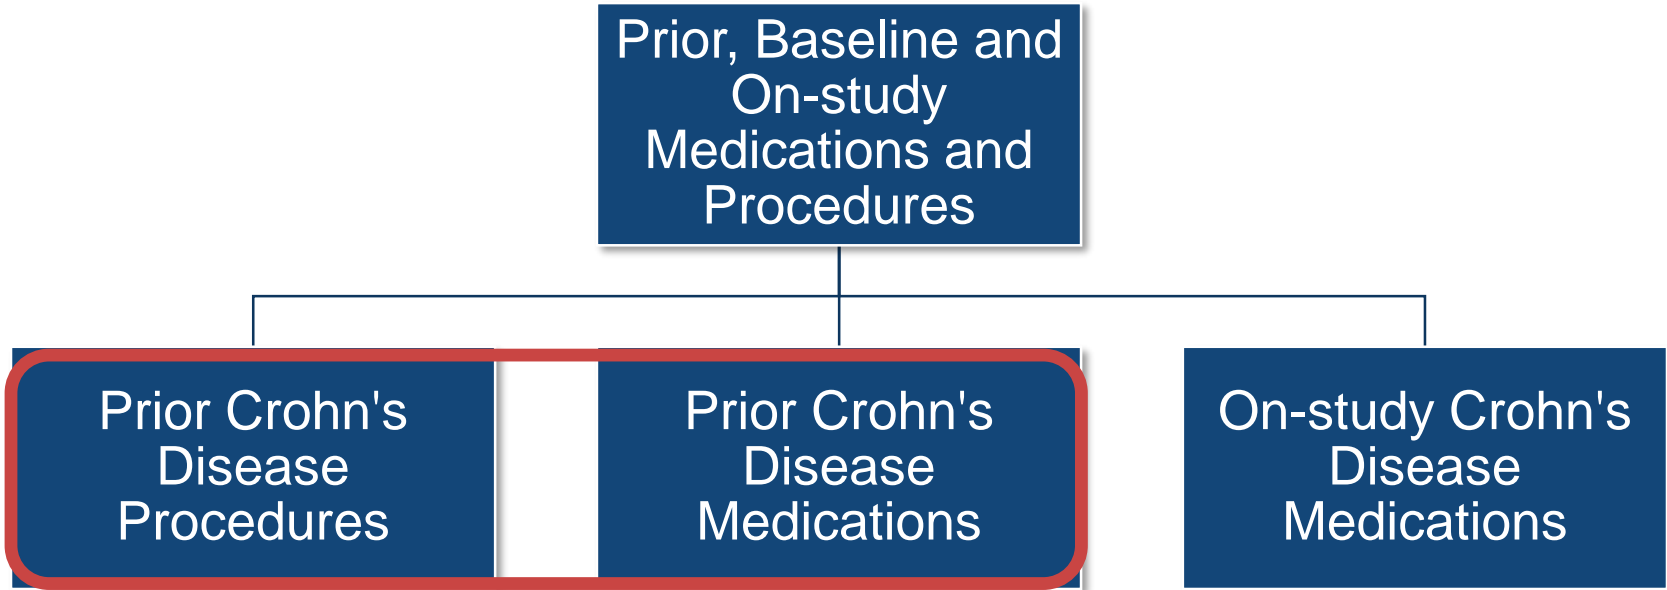 Prior, Baseline and
On-study
Medications and
Procedures
Prior Crohn's
Disease
Procedures
Prior Crohn's
Disease
Medications
On-study Crohn's
Disease
Medications